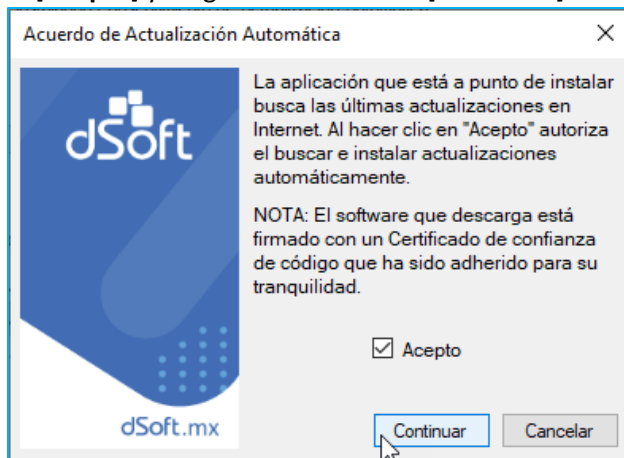 Acuerdo de Actualización Automática
dSoft
La aplicación que está a punto de instalar
busca las últimas actualizaciones en
Internet. Al hacer clic en "Acepto" autoriza
el buscar e instalar actualizaciones
automáticamente.
NOTA: El software que descarga está
firmado con un Certificado de confianza
de código que ha sido adherido para su
tranquilidad.
Acepto
dSoft.mx
Continuar
Cancelar